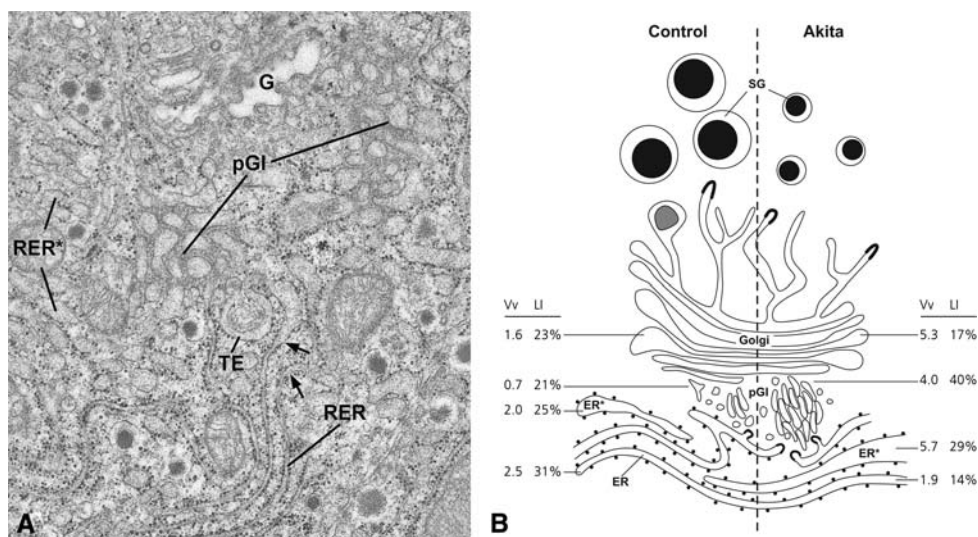 G
pGI
RER*
TE
RER
A
Control Akita
SG
Vv LI
1.6 23%
0.7 21%
2.0 25%
2.5 31%
Golgi
pGI
ER*
ER
ER*
Vv LI
5.3 17%
4.0 40%
5.7 29%
1.9 14%
B